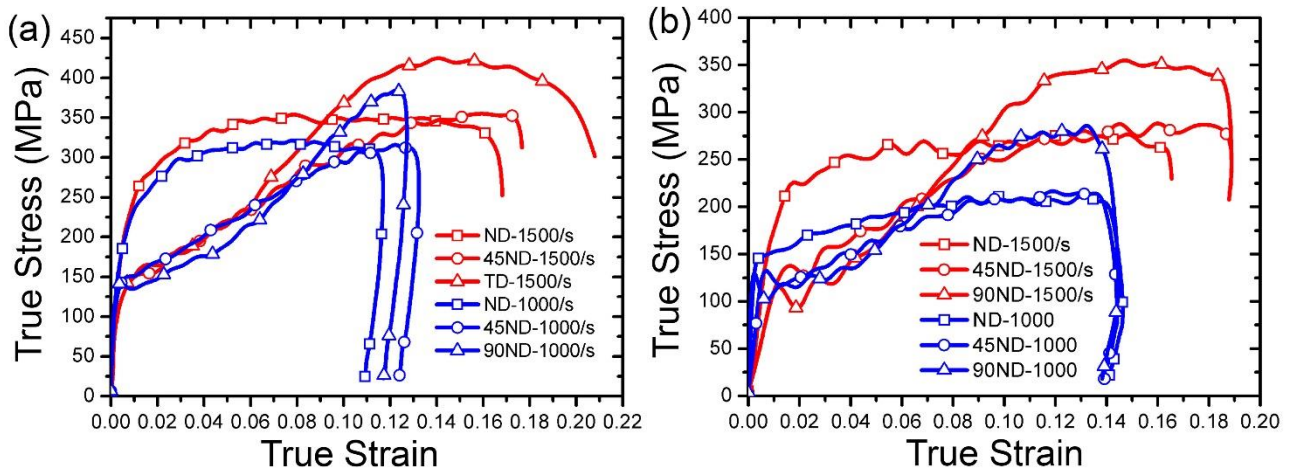 (a)
True Stress (MPa)
450
400
350
300
250
200
150
100
50
0
ND-1500/s
45ND-1500/s
TD-1500/s
ND-1000/s
45ND-1000/s
90ND-1000/s
0.00 0.02 0.04 0.06 0.08 0.10 0.12 0.14 0.16 0.18 0.20 0.22
True Strain
(b)
True Stress (MPa)
400
350
300
250
200
150
100
50
0
ND-1500/s
45ND-1500/s
90ND-1500/s
ND-1000
45ND-1000
90ND-1000
0.00 0.02 0.04 0.06 0.08 0.10 0.12 0.14 0.16 0.18 0.20
True Strain